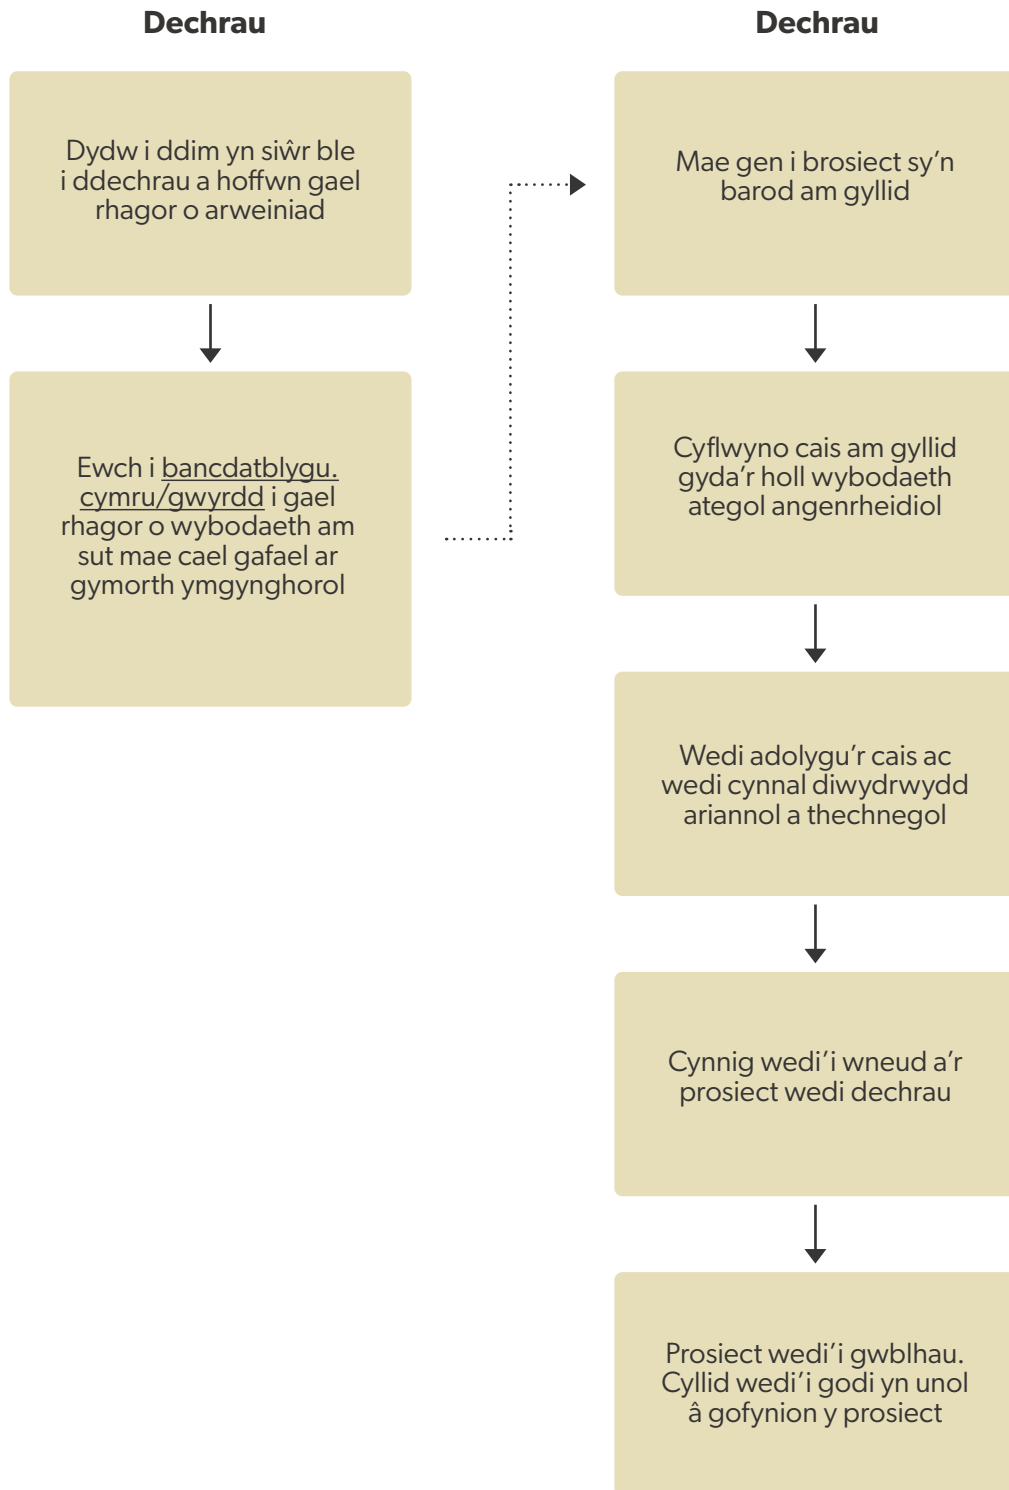 Dechrau
Dydw i ddim yn siŵr ble
i ddechrau a hoffwn gael
rhagor o arweiniad
Ewch i bancdatblygu.
cymru/gwyrdd i gael
rhagor o wybodaeth am
sut mae cael gafael ar
gymorth ymgynghorol
Dechrau
Mae gen i brosiect sy’n
barod am gyllid
Cyflwyno cais am gyllid
gyda’r holl wybodaeth
ategol angenrheidiol
Wedi adolygu’r cais ac
wedi cynnal diwydrwydd
ariannol a thechnegol
Cynnig wedi’i wneud a’r
prosiect wedi dechrau
Prosiect wedi’i gwblhau.
Cyllid wedi’i godi yn unol
â gofynion y prosiect